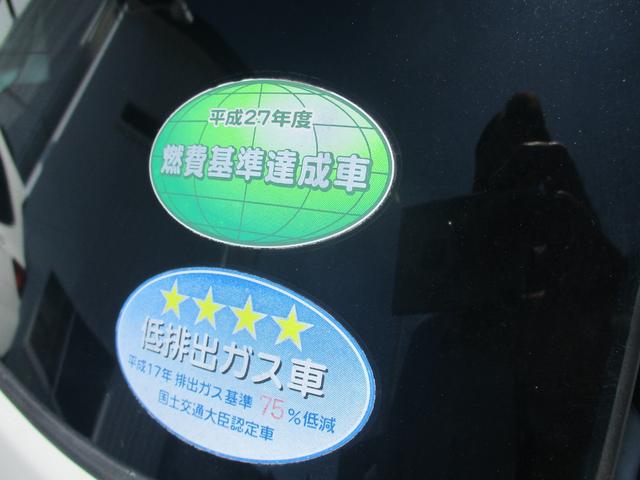 平成27年度
燃費基準達成車
低排出ガス車
平成17年 排出ガス基準 75%低減
国土交通大臣認定車